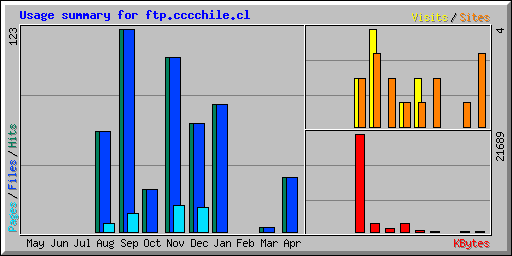 Usage summary for ftp.cccchile.cl
Visits / Sites
123
4
Pages / Files / Hits
21689
May Jun Jul Aug Sep Oct Nov Dec Jan Feb Mar Apr
KBytes